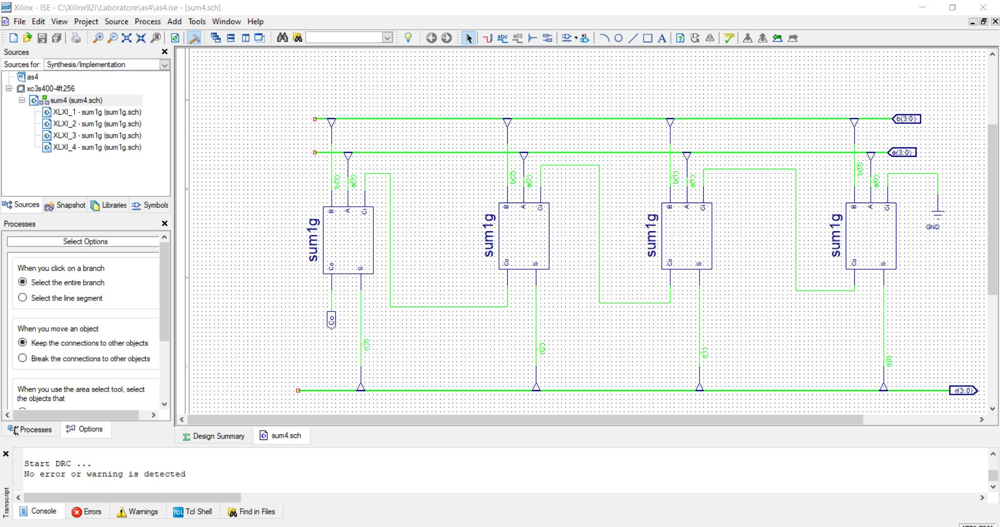 Xilinx - ISE - C:\Xilinx92i\Laboratore\as4\as4.ise - [sum4.sch]
File Edit View Project Source Process Add Tools Window Help
Sources
Sources for: Synthesis/Implementation
as4
xc3s400-4ft256
sum4 (sum4.sch)
XLXI_1 - sum1g (sum1g.sch)
XLXI_2 - sum1g (sum1g.sch)
XLXI_3 - sum1g (sum1g.sch)
XLXI_4 - sum1g (sum1g.sch)
Sources Snapshot Libraries Symbols
Processes
Select Options
When you click on a branch
Select the entire branch
Select the line segment
When you move an object
Keep the connections to other objects
Break the connections to other objects
When you use the area select tool, select
the objects that
Processes Options
b(3:0)
a(3:0)
b(3) a(3) b(2) a(2) b(1) a(1) b(0) a(0)
B A Ci B A Ci B A Ci B A Ci
GND
sum1g sum1g sum1g sum1g
Co S Co S Co S Co S
Co
r(3) r(2) r(1) r(0)
r(3:0)
Design Summary sum4.sch
Start DRC ...
No error or warning is detected
Transcript
Console Errors Warnings Tcl Shell Find in Files